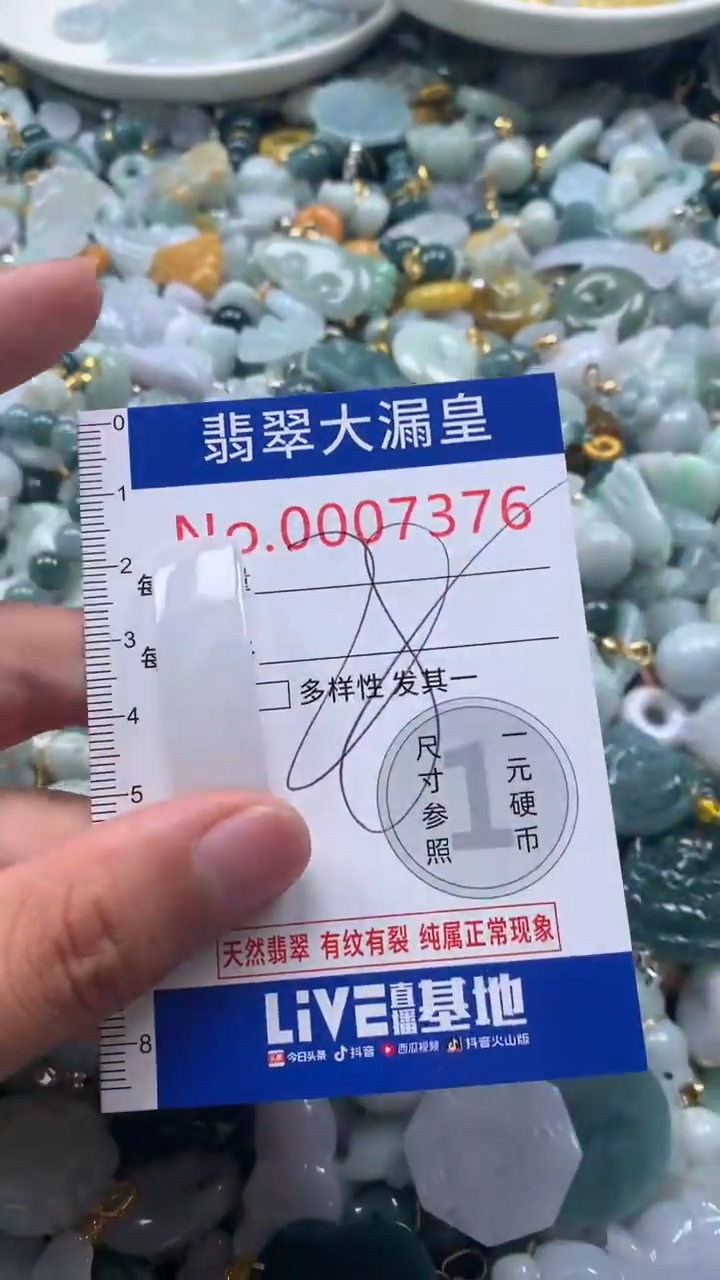 翡翠大漏皇
No.0007376
每
每
多样性 发其一
尺寸参照
一元硬币
1
天然翡翠 有纹有裂 纯属正常现象
LiVE直播基地
今日头条 抖音 西瓜视频 抖音火山版
0
1
2
3
4
5
8